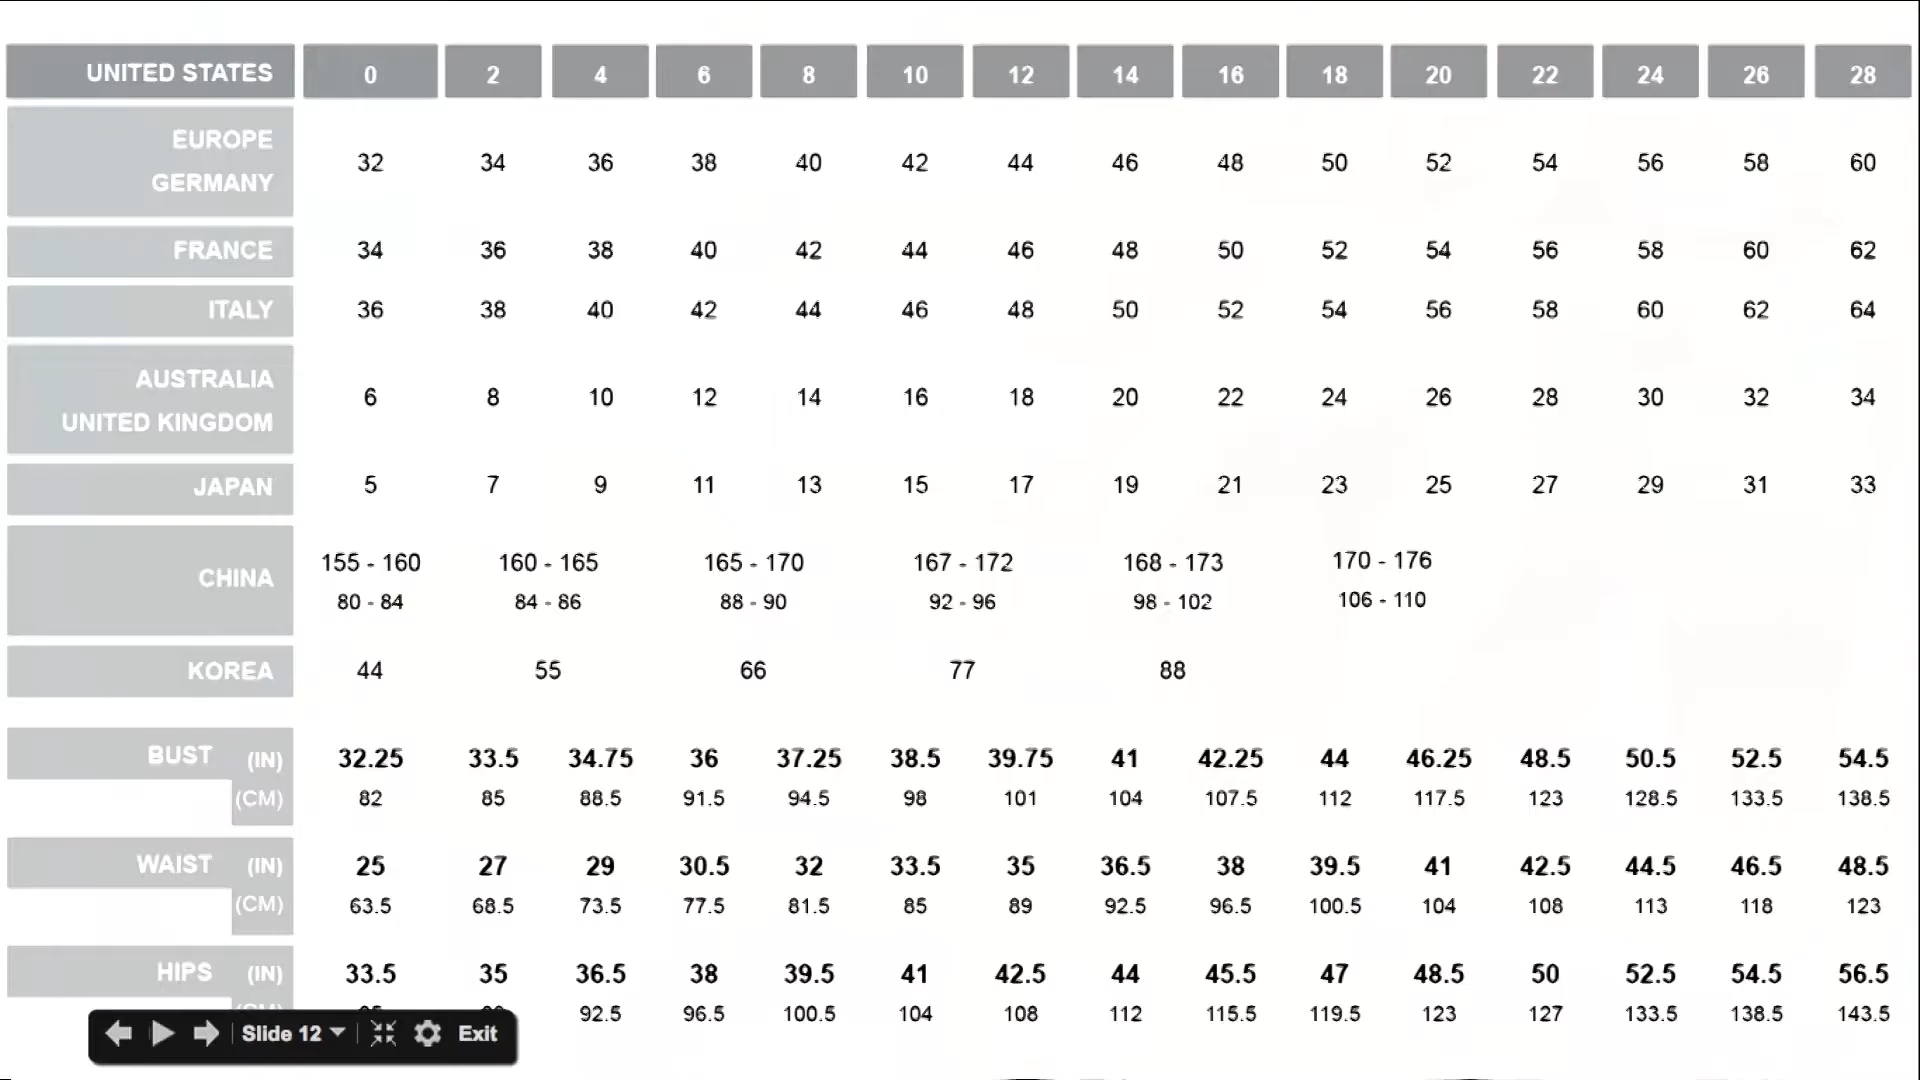 UNITED STATES 0 2 4 6 8 10 12 14 16 18 20 22 24 26 28
EUROPE
GERMANY
32 34 36 38 40 42 44 46 48 50 52 54 56 58 60
FRANCE 34 36 38 40 42 44 46 48 50 52 54 56 58 60 62
ITALY 36 38 40 42 44 46 48 50 52 54 56 58 60 62 64
AUSTRALIA
UNITED KINGDOM
6 8 10 12 14 16 18 20 22 24 26 28 30 32 34
JAPAN 5 7 9 11 13 15 17 19 21 23 25 27 29 31 33
CHINA
155 - 160 160 - 165 165 - 170 167 - 172 168 - 173 170 - 176
80 - 84 84 - 86 88 - 90 92 - 96 98 - 102 106 - 110
KOREA 44 55 66 77 88
BUST (IN) 32.25 33.5 34.75 36 37.25 38.5 39.75 41 42.25 44 46.25 48.5 50.5 52.5 54.5
(CM) 82 85 88.5 91.5 94.5 98 101 104 107.5 112 117.5 123 128.5 133.5 138.5
WAIST (IN) 25 27 29 30.5 32 33.5 35 36.5 38 39.5 41 42.5 44.5 46.5 48.5
(CM) 63.5 68.5 73.5 77.5 81.5 85 89 92.5 96.5 100.5 104 108 113 118 123
HIPS (IN) 33.5 35 36.5 38 39.5 41 42.5 44 45.5 47 48.5 50 52.5 54.5 56.5
92.5 96.5 100.5 104 108 112 115.5 119.5 123 127 133.5 138.5 143.5
Slide 12 Exit